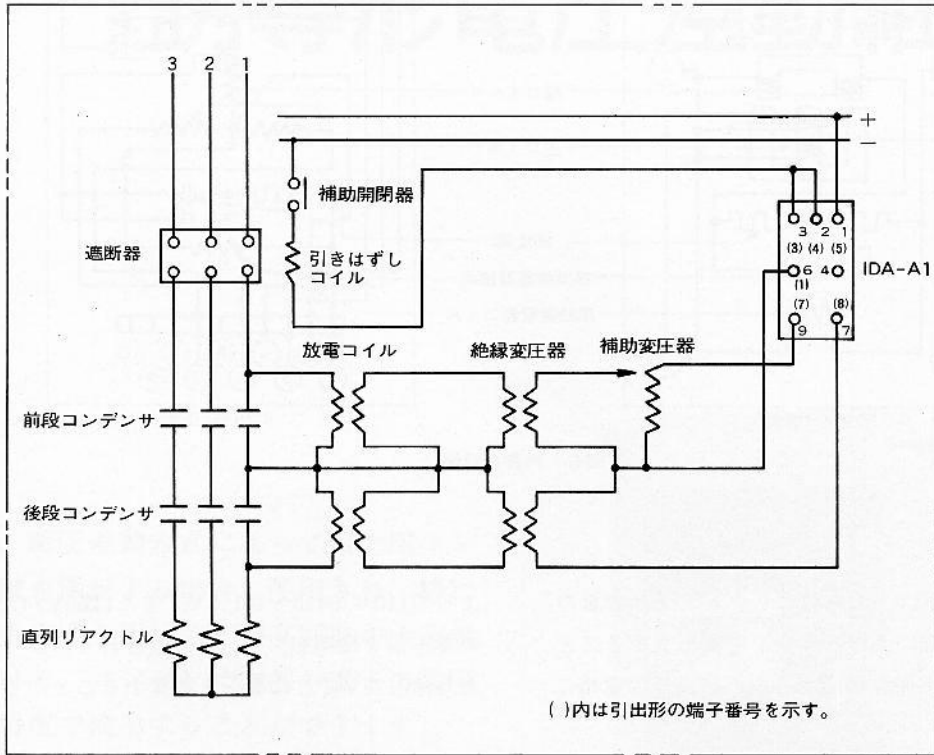 3 2 1
+
−
補助開閉器
遮断器
引きはずし
コイル
3 2 1
(3) (4) (5)
6 4
(1)
(7) (8)
9 7
IDA-A1
放電コイル 絶縁変圧器 補助変圧器
前段コンデンサ
後段コンデンサ
直列リアクトル
( )内は引出形の端子番号を示す。